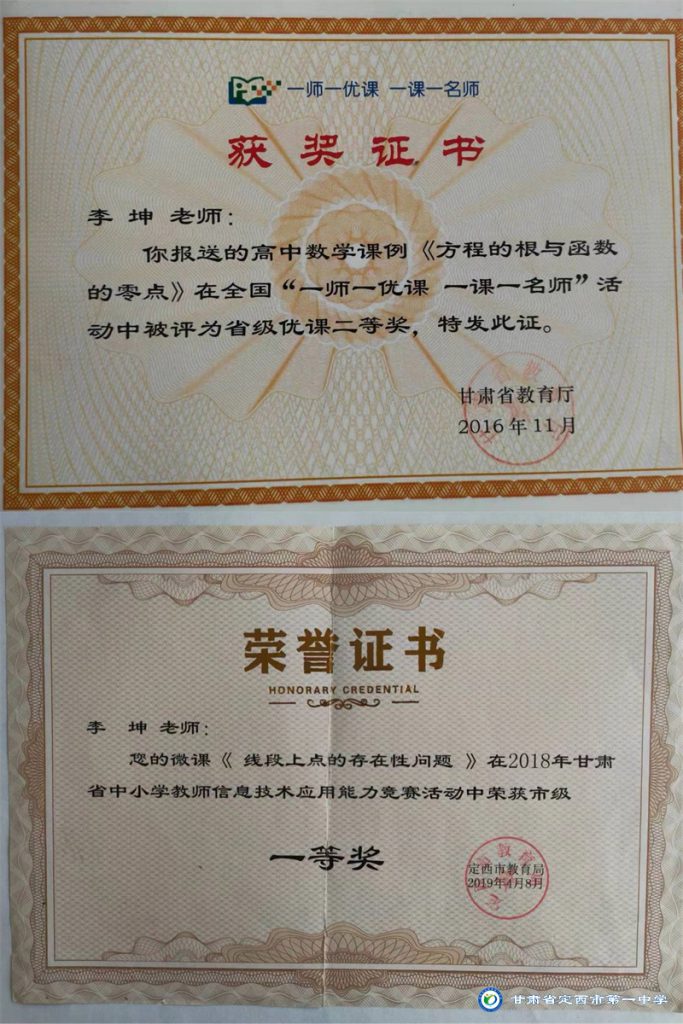 一师一优课 一课一名师
获奖证书
李 坤 老师：
你报送的高中数学课例《方程的根与函数
的零点》在全国“一师一优课 一课一名师”活
动中被评为省级优课二等奖，特发此证。
甘肃省教育厅
2016年11月
荣誉证书
HONORARY CREDENTIAL
李 坤 老师：
您的微课《 线段上点的存在性问题 》在2018年甘肃
省中小学教师信息技术应用能力竞赛活动中荣获市级
一等奖
定西市教育局
2019年4月8日
甘肃省定西市第一中学